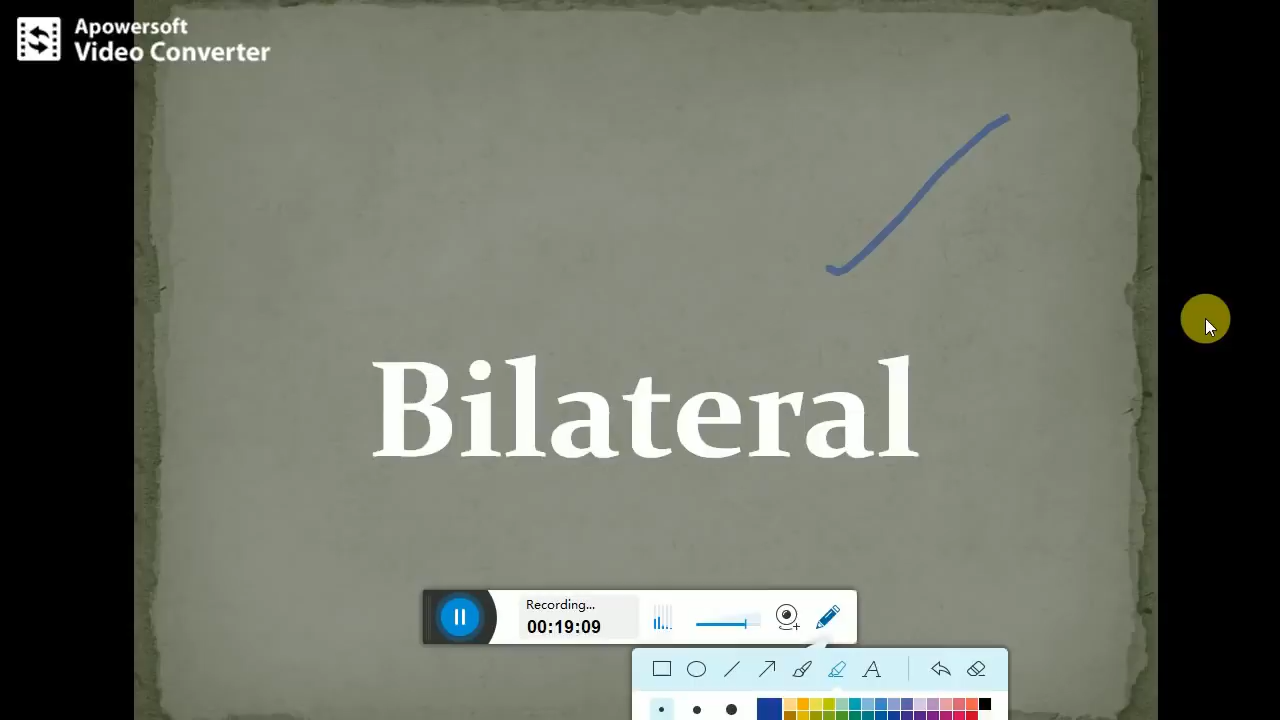 Apowersoft
Video Converter
Bilateral
Recording...
00:19:09
A